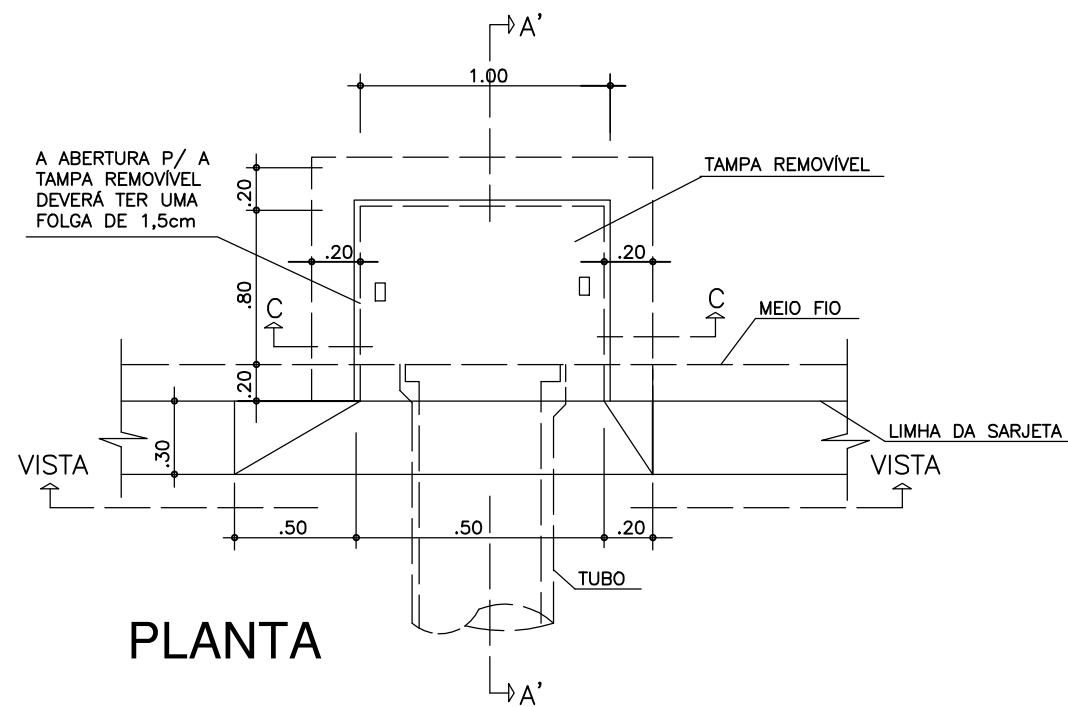 A'
1.00
A ABERTURA P/ A
TAMPA REMOVÍVEL
DEVERÁ TER UMA
FOLGA DE 1,5cm
TAMPA REMOVÍVEL
.20
.20
.20
.80
C
C
MEIO FIO
.20
LIMHA DA SARJETA
.30
VISTA
VISTA
.50
.50
.20
TUBO
PLANTA
A'